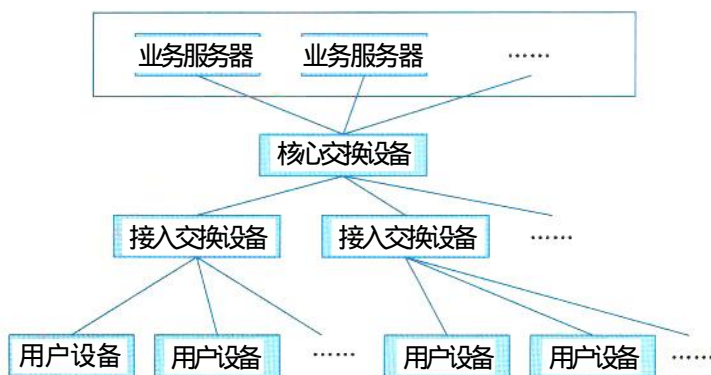 业务服务器 业务服务器 ……
核心交换设备
接入交换设备 接入交换设备 ……
用户设备 用户设备 …… 用户设备 用户设备 ……